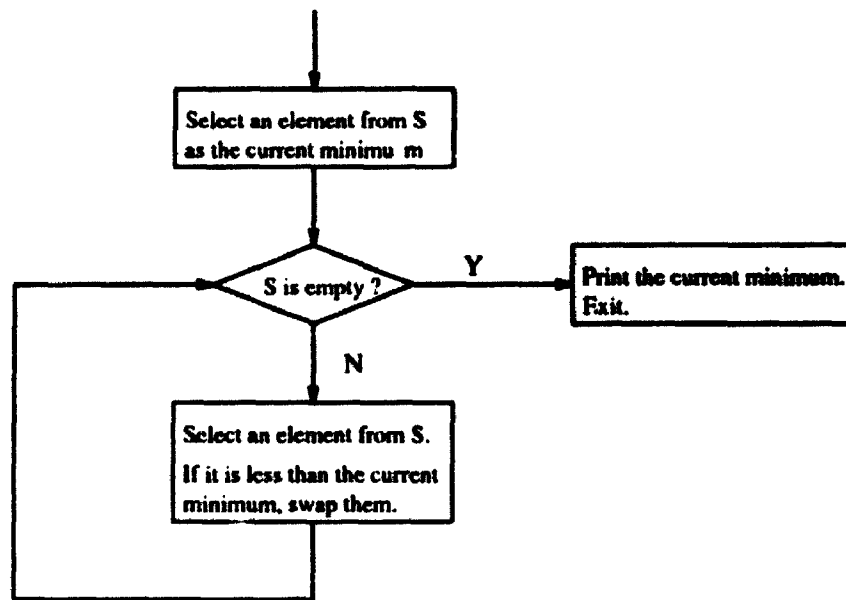 Select an element from S
as the current minimu m
S is empty ?
Y
Print the current minimum.
Exit.
N
Select an element from S.
If it is less than the current
minimum, swap them.